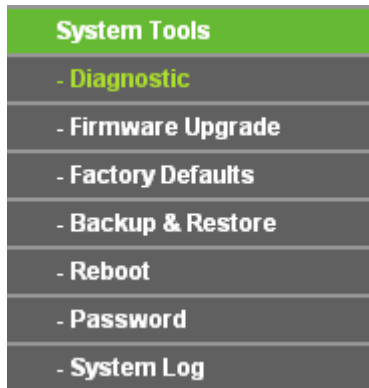 System Tools
- Diagnostic
- Firmware Upgrade
- Factory Defaults
- Backup & Restore
- Reboot
- Password
- System Log